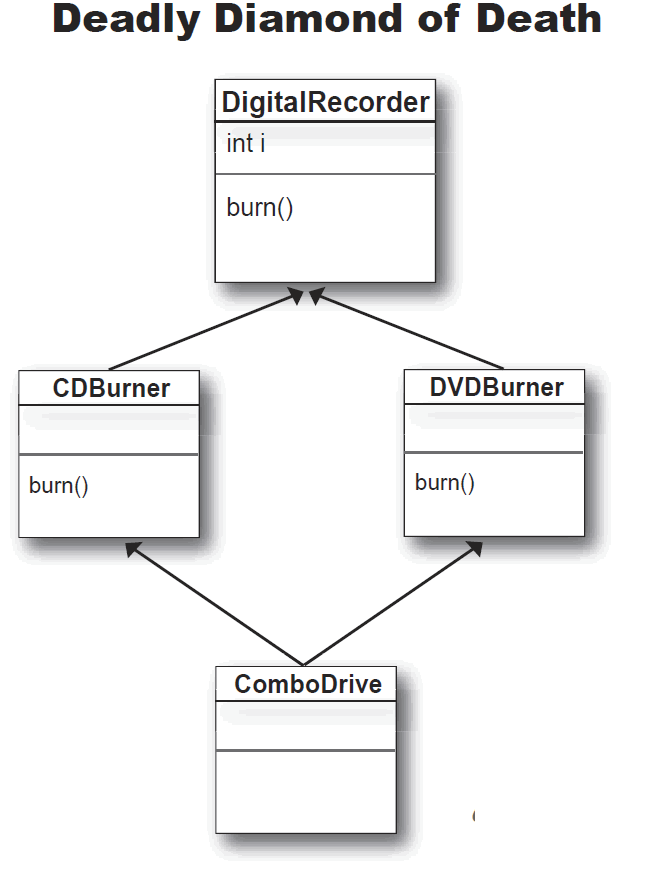 Deadly Diamond of Death
DigitalRecorder
int i
burn()
CDBurner
burn()
DVDBurner
burn()
ComboDrive